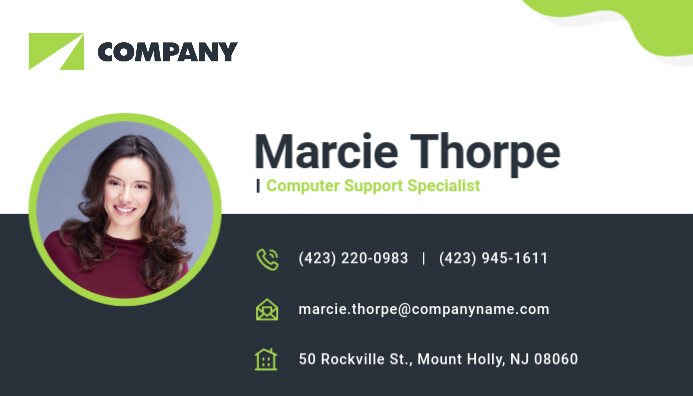 COMPANY
Marcie Thorpe
| Computer Support Specialist
(423) 220-0983 | (423) 945-1611
marcie.thorpe@companyname.com
50 Rockville St., Mount Holly, NJ 08060